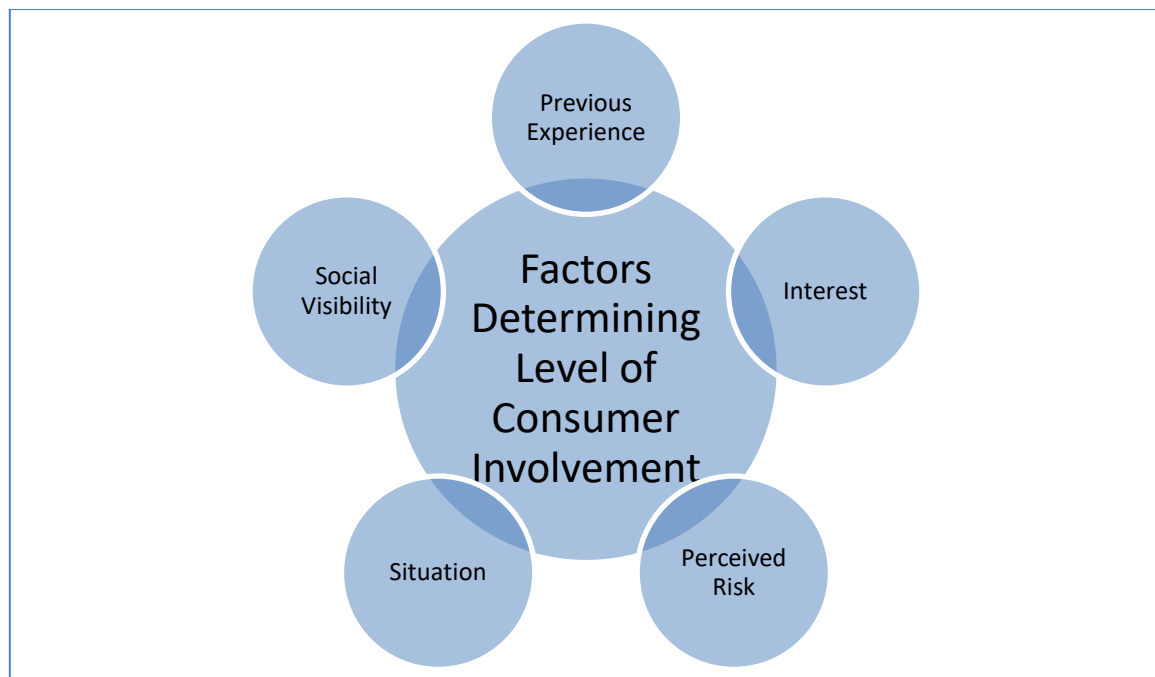 Previous
Experience
Social
Visibility
Factors
Determining
Level of
Consumer
Involvement
Interest
Situation
Perceived
Risk